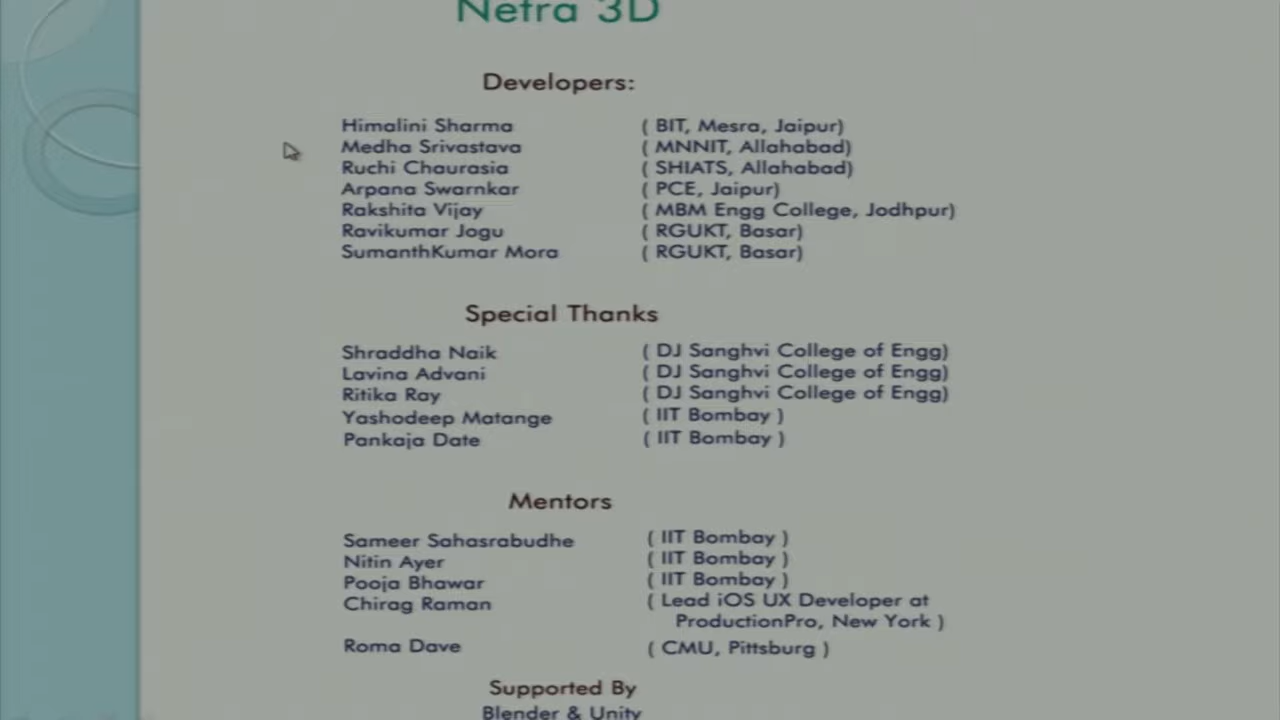 Netra 3D
Developers:
Himalini Sharma ( BIT, Mesra, Jaipur)
Medha Srivastava ( MNNIT, Allahabad)
Ruchi Chaurasia ( SHIATS, Allahabad)
Arpana Swarnkar ( PCE, Jaipur)
Rakshita Vijay ( MBM Engg College, Jodhpur)
Ravikumar Jogu ( RGUKT, Basar)
SumanthKumar Mora ( RGUKT, Basar)
Special Thanks
Shraddha Naik ( DJ Sanghvi College of Engg)
Lavina Advani ( DJ Sanghvi College of Engg)
Ritika Ray ( DJ Sanghvi College of Engg)
Yashodeep Matange ( IIT Bombay )
Pankaja Date ( IIT Bombay )
Mentors
Sameer Sahasrabudhe ( IIT Bombay )
Nitin Ayer ( IIT Bombay )
Pooja Bhawar ( IIT Bombay )
Chirag Raman ( Lead iOS UX Developer at
ProductionPro, New York )
Roma Dave ( CMU, Pittsburg )
Supported By
Blender & Unity